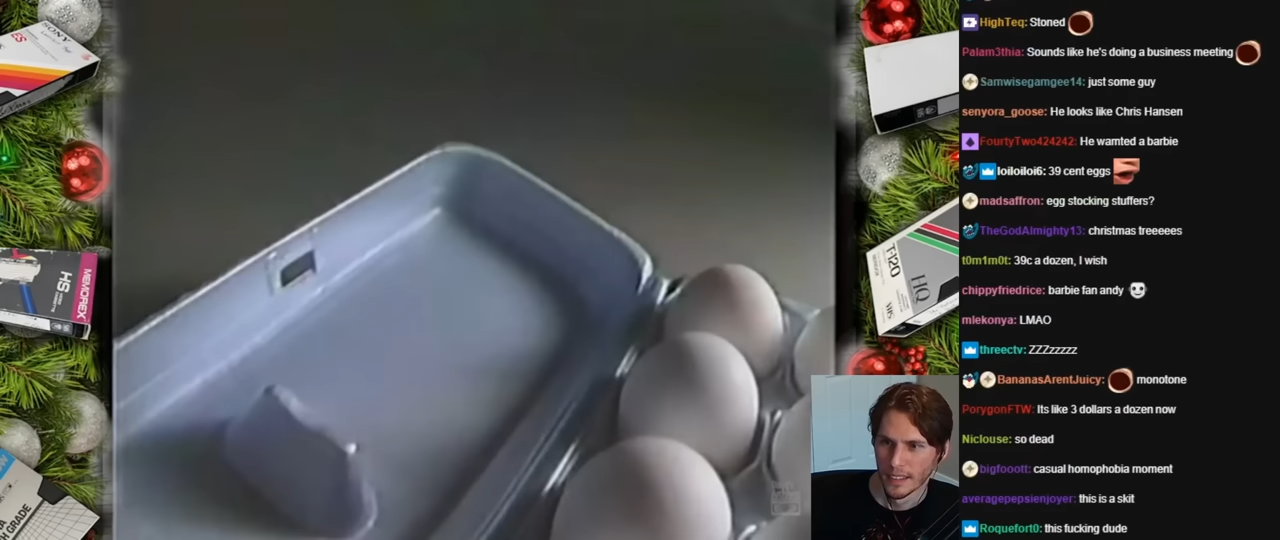 SONY
ES
MEMOREX
HS
HIGH GRADE
T-120
HQ
VHS
HighTeq: Stoned
Palam3thia: Sounds like he's doing a business meeting
Samwisegamgee14: just some guy
senyora_goose: He looks like Chris Hansen
FourtyTwo424242: He wamted a barbie
loiloiloi6: 39 cent eggs
madsaffron: egg stocking stuffers?
TheGodAlmighty13: christmas treeeees
t0m1m0t: 39c a dozen, I wish
chippyfriedrice: barbie fan andy
mlekonya: LMAO
threectv: ZZZzzzzz
BananasArentJuicy: monotone
PorygonFTW: Its like 3 dollars a dozen now
Niclouse: so dead
bigfooott: casual homophobia moment
averagepepsienjoyer: this is a skit
Roquefort0: this fucking dude